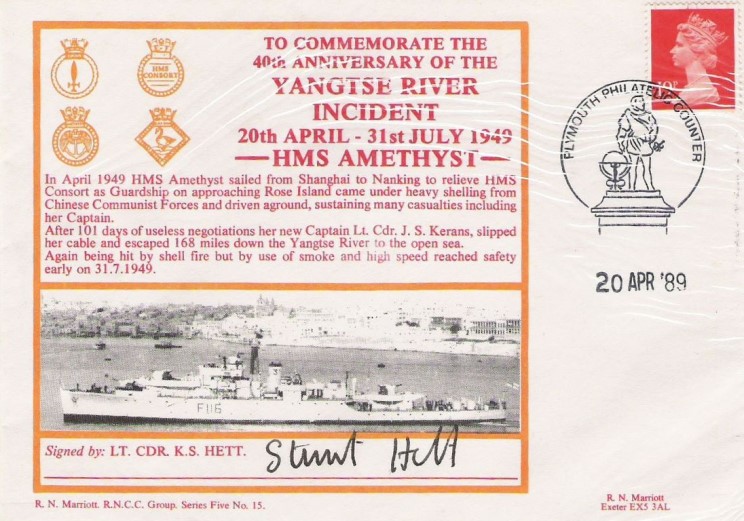 HMS
CONSORT
TO COMMEMORATE THE
40th ANNIVERSARY OF THE
YANGTSE RIVER
INCIDENT
20th APRIL - 31st JULY 1949
—HMS AMETHYST—
In April 1949 HMS Amethyst sailed from Shanghai to Nanking to relieve HMS
Consort as Guardship on approaching Rose Island came under heavy shelling from
Chinese Communist Forces and driven aground, sustaining many casualties including
her Captain.
After 101 days of useless negotiations her new Captain Lt. Cdr. J. S. Kerans, slipped
her cable and escaped 168 miles down the Yangtse River to the open sea.
Again being hit by shell fire but by use of smoke and high speed reached safety
early on 31.7.1949.
F116
Signed by: LT. CDR. K.S. HETT. Stewart Hett
R. N. Marriott. R.N.C.C. Group. Series Five No. 15.
PLYMOUTH PHILATELIC COUNTER
20 APR '89
R. N. Marriott
Exeter EX5 3AL